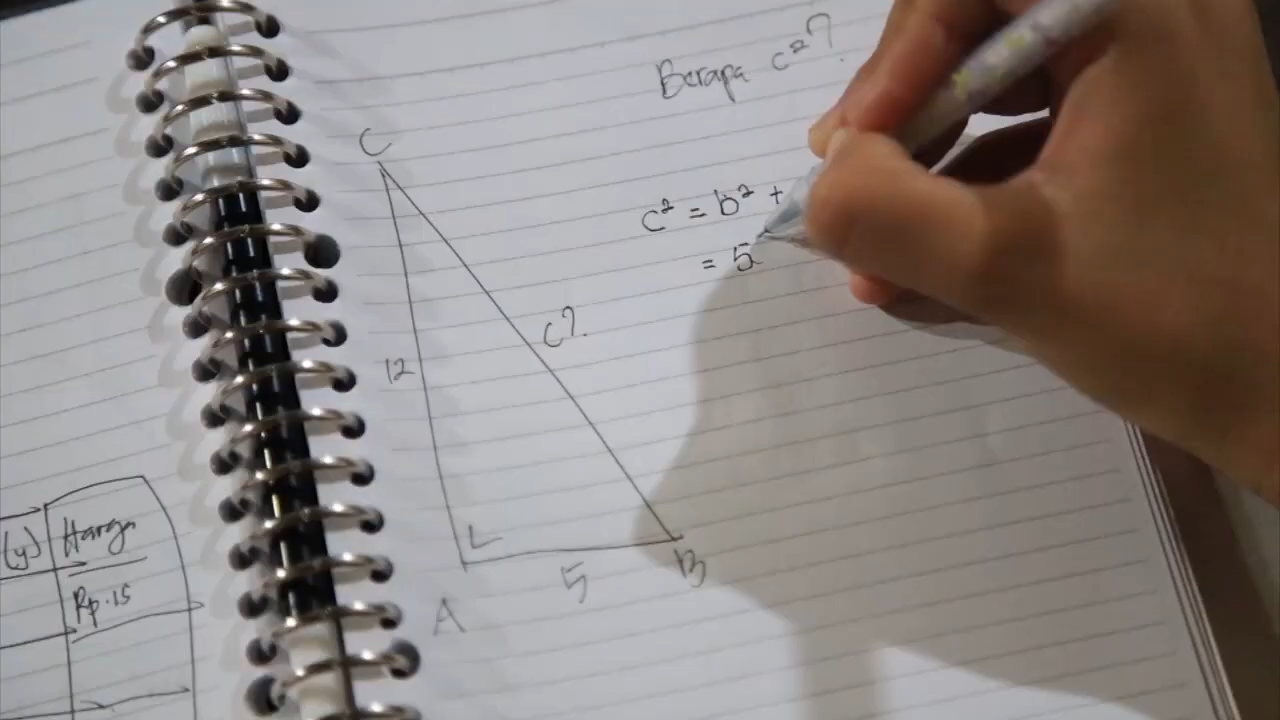 Berapa c²?
c² = b² +
= 5
C
12
c?
5
A
B
(y) Harga
Rp.15